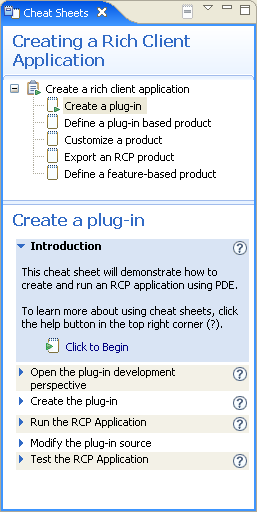 Cheat Sheets
Creating a Rich Client
Application
Create a rich client application
Create a plug-in
Define a plug-in based product
Customize a product
Export an RCP product
Define a feature-based product
Create a plug-in
Introduction
This cheat sheet will demonstrate how to
create and run an RCP application using PDE.
To learn more about using cheat sheets, click
the help button in the top right corner (?).
Click to Begin
Open the plug-in development
perspective
Create the plug-in
Run the RCP Application
Modify the plug-in source
Test the RCP Application